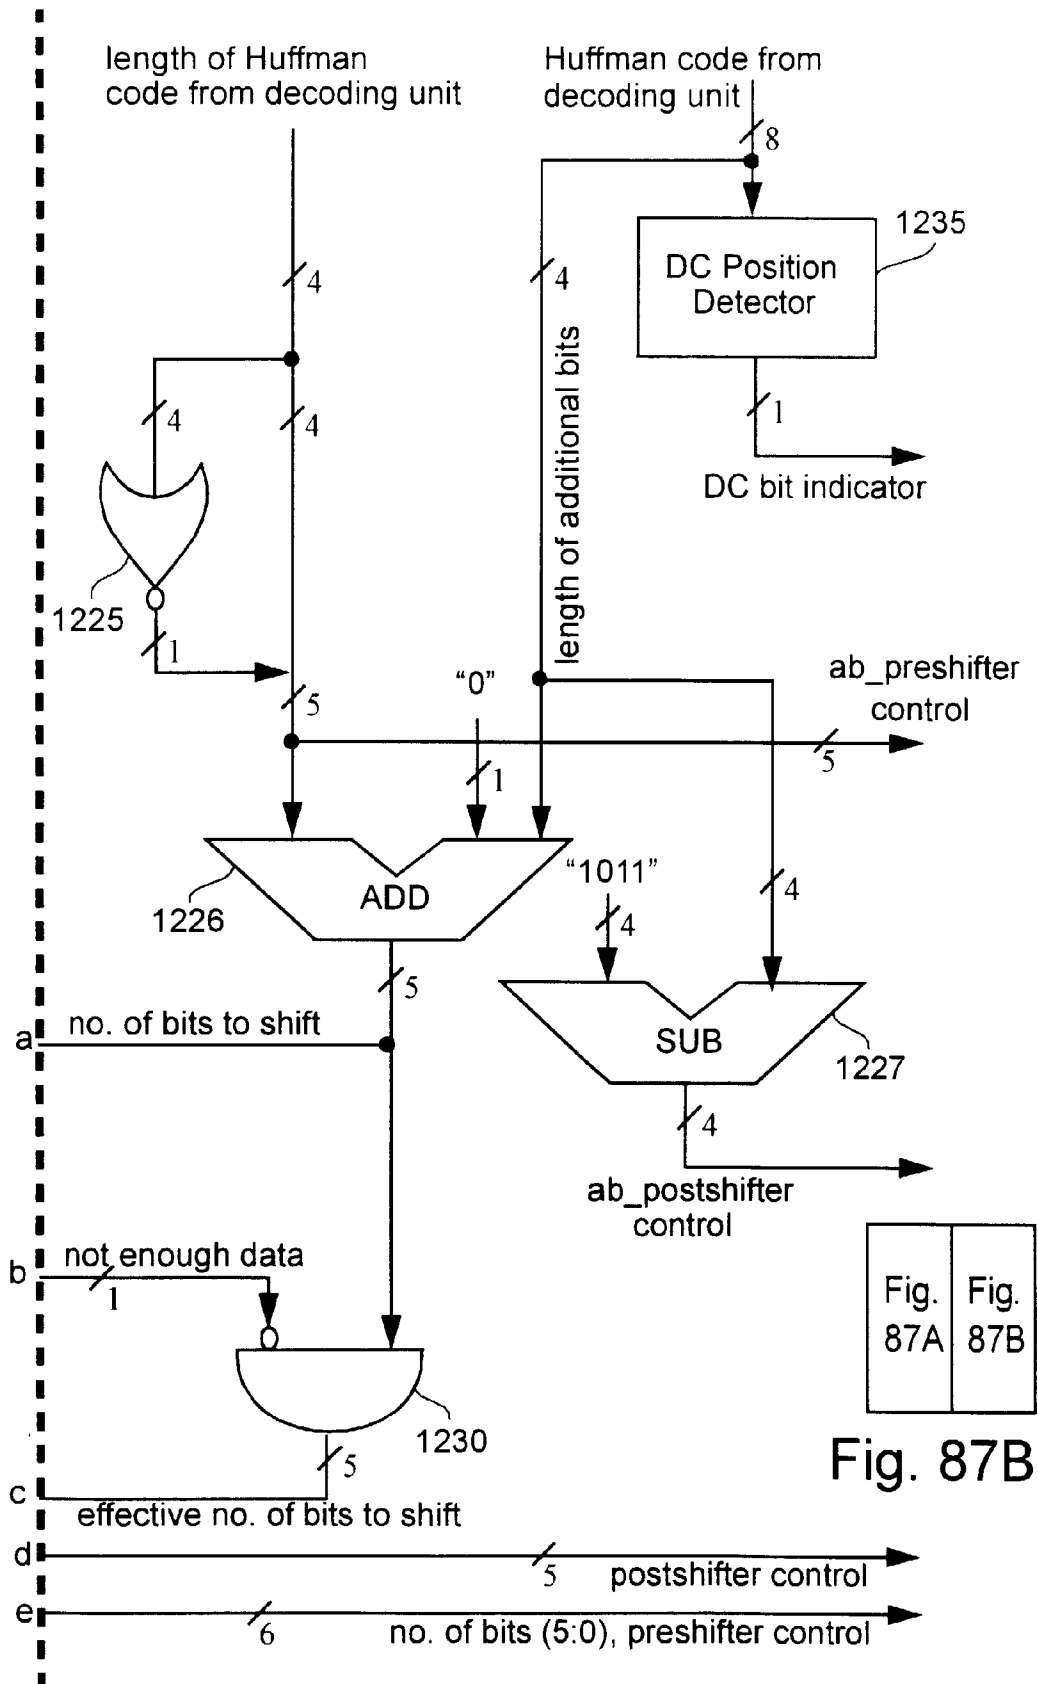 length of Huffman
code from decoding unit
Huffman code from
decoding unit
8
1235
DC Position
Detector
4
4
4
4
1
DC bit indicator
length of additional bits
1225
1
5
"0"
1
ab_preshifter
control
5
ADD
1226
"1011"
4
4
5
SUB
1227
a
no. of bits to shift
4
ab_postshifter
control
b
not enough data
1
Fig.
87A
Fig.
87B
1230
5
Fig. 87B
c
effective no. of bits to shift
d
5
postshifter control
e
6
no. of bits (5:0), preshifter control